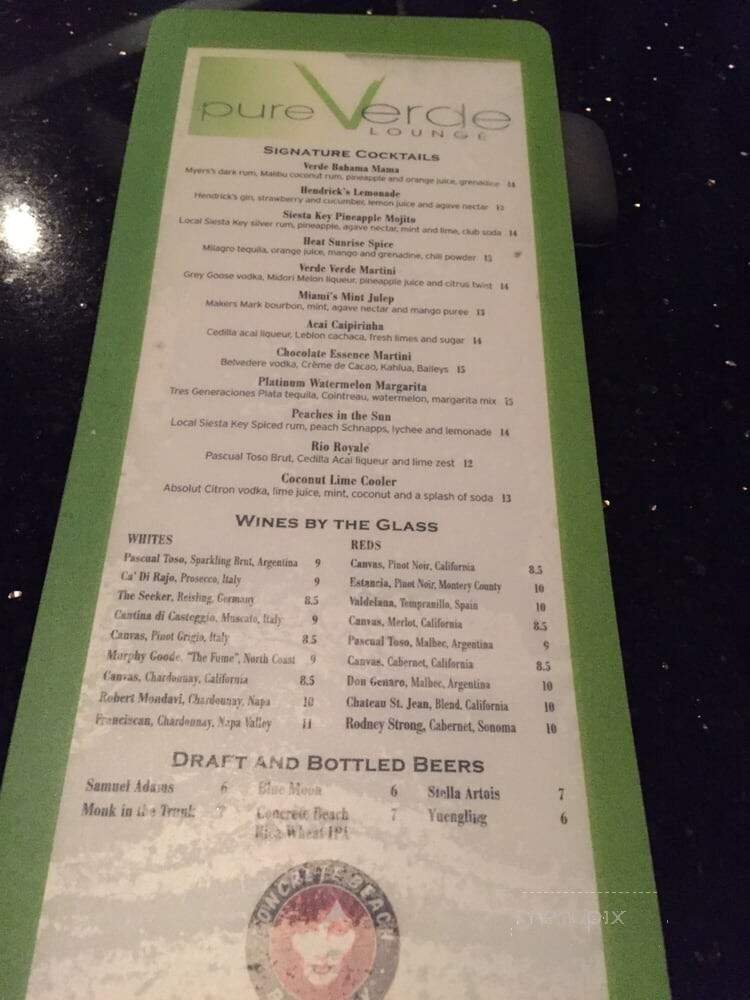 pure Verde
LOUNGE
SIGNATURE COCKTAILS
Verde Bahama Mama
Myers's dark rum, Malibu coconut rum, pineapple and orange juice, grenadine 14
Hendrick's Lemonade
Hendrick's gin, strawberry and cucumber, lemon juice and agave nectar 15
Siesta Key Pineapple Mojito
Local Siesta Key silver rum, pineapple, agave nectar, mint and lime, club soda 14
Heat Sunrise Spice
Milagro tequila, orange juice, mango and grenadine, chili powder 15
Verde Verde Martini
Grey Goose vodka, Midori Melon liqueur, pineapple juice and citrus twist 14
Miami's Mint Julep
Makers Mark bourbon, mint, agave nectar and mango puree 13
Acai Caipirinha
Cedilla acai liqueur, Leblon cachaca, fresh limes and sugar 14
Chocolate Essence Martini
Belvedere vodka, Crème de Cacao, Kahlua, Baileys 15
Platinum Watermelon Margarita
Tres Generaciones Plata tequila, Cointreau, watermelon, margarita mix 15
Peaches in the Sun
Local Siesta Key Spiced rum, peach Schnapps, lychee and lemonade 14
Rio Royale
Pascual Toso Brut, Cedilla Acai liqueur and lime zest 12
Coconut Lime Cooler
Absolut Citron vodka, lime juice, mint, coconut and a splash of soda 13
WINES BY THE GLASS
WHITES
Pascual Toso, Sparkling Brut, Argentina 9
Ca' Di Rajo, Prosecco, Italy 9
The Seeker, Reisling, Germany 8.5
Cantina di Casteggio, Muscato, Italy 9
Canvas, Pinot Grigio, Italy 8.5
Murphy Goode, "The Fume", North Coast 9
Canvas, Chardonnay, California 8.5
Robert Mondavi, Chardonnay, Napa 10
Franciscan, Chardonnay, Napa Valley 11
REDS
Canvas, Pinot Noir, California 8.5
Estancia, Pinot Noir, Montery County 10
Valdelana, Tempranillo, Spain 10
Canvas, Merlot, California 8.5
Pascual Toso, Malbec, Argentina 9
Canvas, Cabernet, California 8.5
Don Genaro, Malbec, Argentina 10
Chateau St. Jean, Blend, California 10
Rodney Strong, Cabernet, Sonoma 10
DRAFT AND BOTTLED BEERS
Samuel Adams 6
Monk in the Trunk 7
Blue Moon 6
Concrete Beach 7
Rica Wheat IPA
Stella Artois 7
Yuengling 6
CONCRETE BEACH
menupix